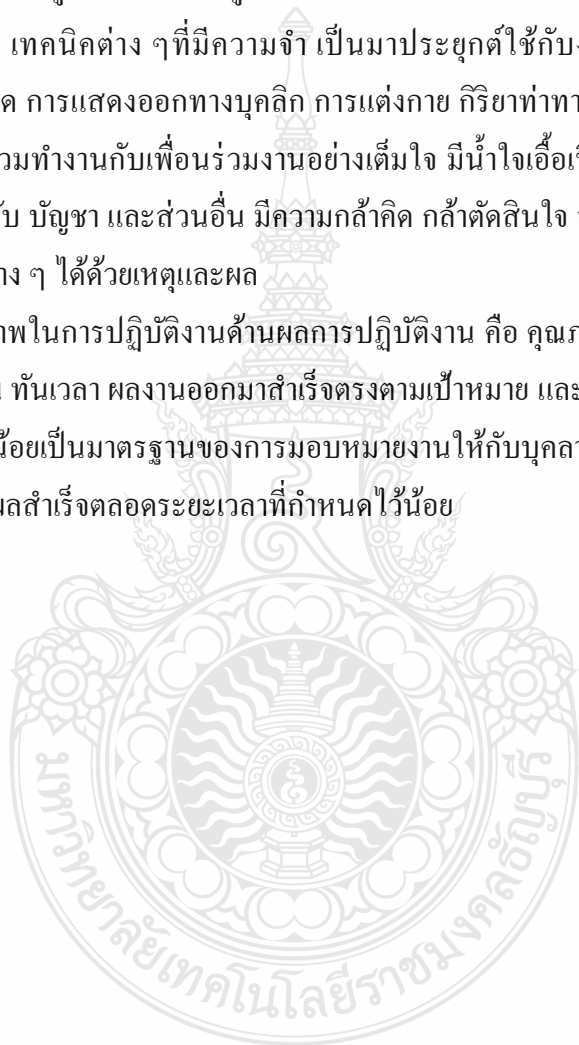 เทคนิคต่าง ๆที่มีความจำ เป็นมาประยุกต์ใช้กับ
การแสดงออกทางบุคลิก การแต่งกาย กิริยาท่าทา
วมทำงานกับเพื่อนร่วมงานอย่างเต็มใจ มีน้ำใจเอื้อเ
บัญชา และส่วนอื่น มีความกล้าคิด กล้าตัดสินใจ
าง ๆ ได้ด้วยเหตุและผล
าพในการปฏิบัติงานด้านผลการปฏิบัติงาน คือ คุณภ
ทันเวลา ผลงานออกมาสำเร็จตรงตามเป้าหมาย และ
น้อยเป็นมาตรฐานของการมอบหมายงานให้กับบุคลา
ผลสำเร็จตลอดระยะเวลาที่กำหนดไว้น้อย
มหาวิทยาลัยเทคโนโลยีราชมงคลธัญบุรี